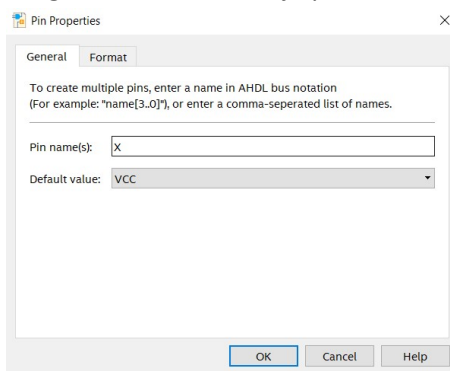 Pin Properties
General Format
To create multiple pins, enter a name in AHDL bus notation
(For example: "name[3..0]"), or enter a comma-seperated list of names.
Pin name(s): X
Default value: VCC
OK Cancel Help